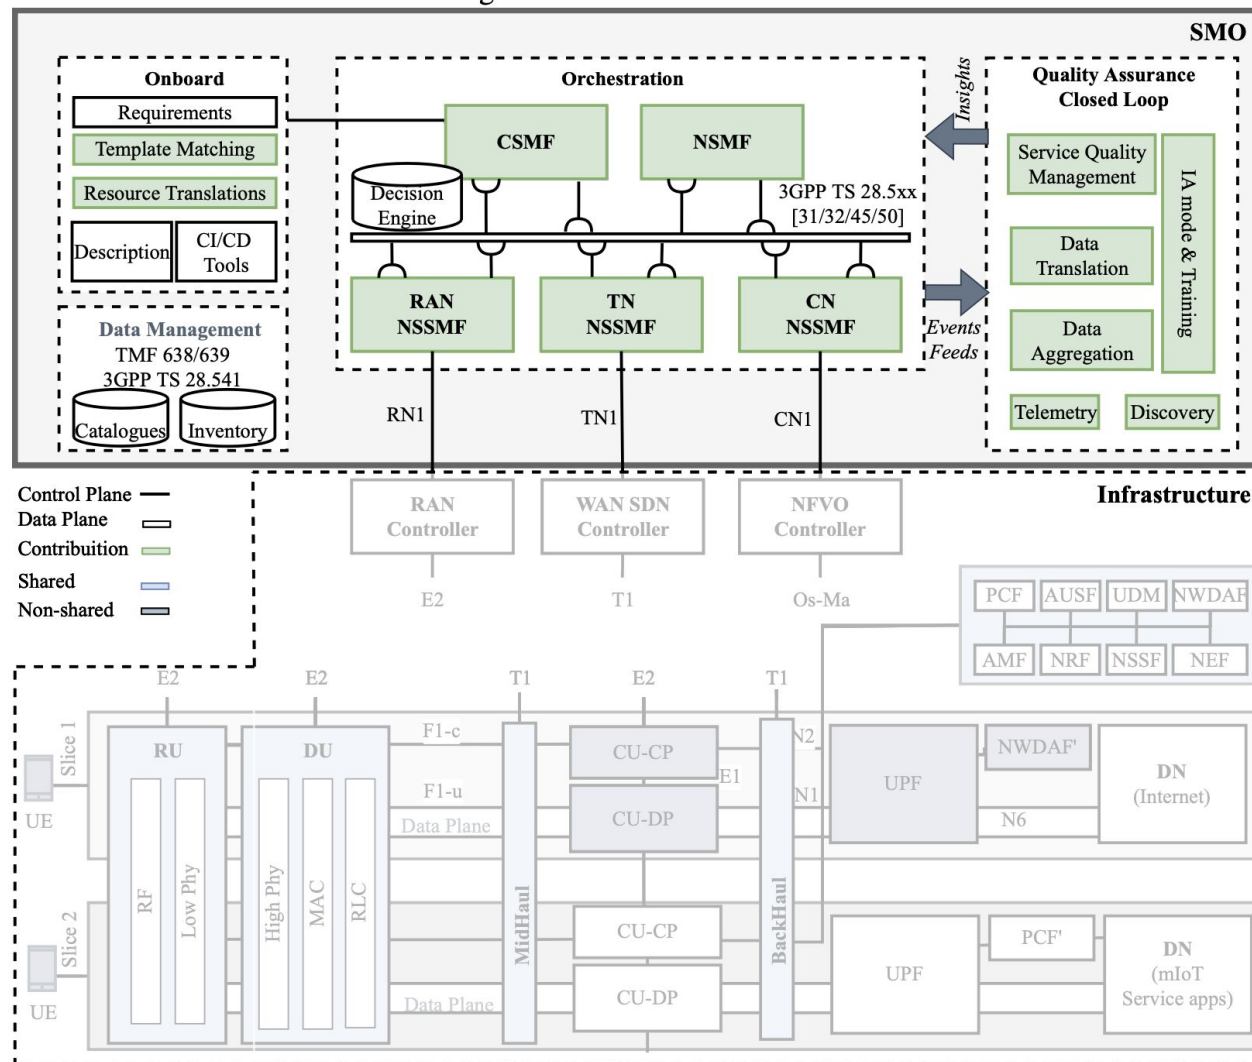 SMO
Onboard
Requirements
Template Matching
Resource Translations
Description
CI/CD
Tools
Data Management
TMF 638/639
3GPP TS 28.541
Catalogues
Inventory
Orchestration
CSMF
NSMF
Decision
Engine
3GPP TS 28.5xx
[31/32/45/50]
RAN
NSSMF
TN
NSSMF
CN
NSSMF
Insights
Events
Feeds
Quality Assurance
Closed Loop
Service Quality
Management
Data
Translation
Data
Aggregation
IA mode & Training
Telemetry
Discovery
RN1
TN1
CN1
Control Plane
Data Plane
Contribuition
Shared
Non-shared
Infrastructure
RAN
Controller
WAN SDN
Controller
NFVO
Controller
E2
T1
Os-Ma
PCF
AUSF
UDM
NWDAF
AMF
NRF
NSSF
NEF
E2
E2
T1
E2
T1
Slice 1
UE
RU
DU
F1-c
F1-u
Data Plane
CU-CP
E1
CU-DP
N2
N1
UPF
NWDAF'
N6
DN
(Internet)
RF
Low Phy
High Phy
MAC
RLC
MidHaul
BackHaul
Slice 2
UE
Data Plane
CU-CP
CU-DP
UPF
PCF'
DN
(mIoT
Service apps)